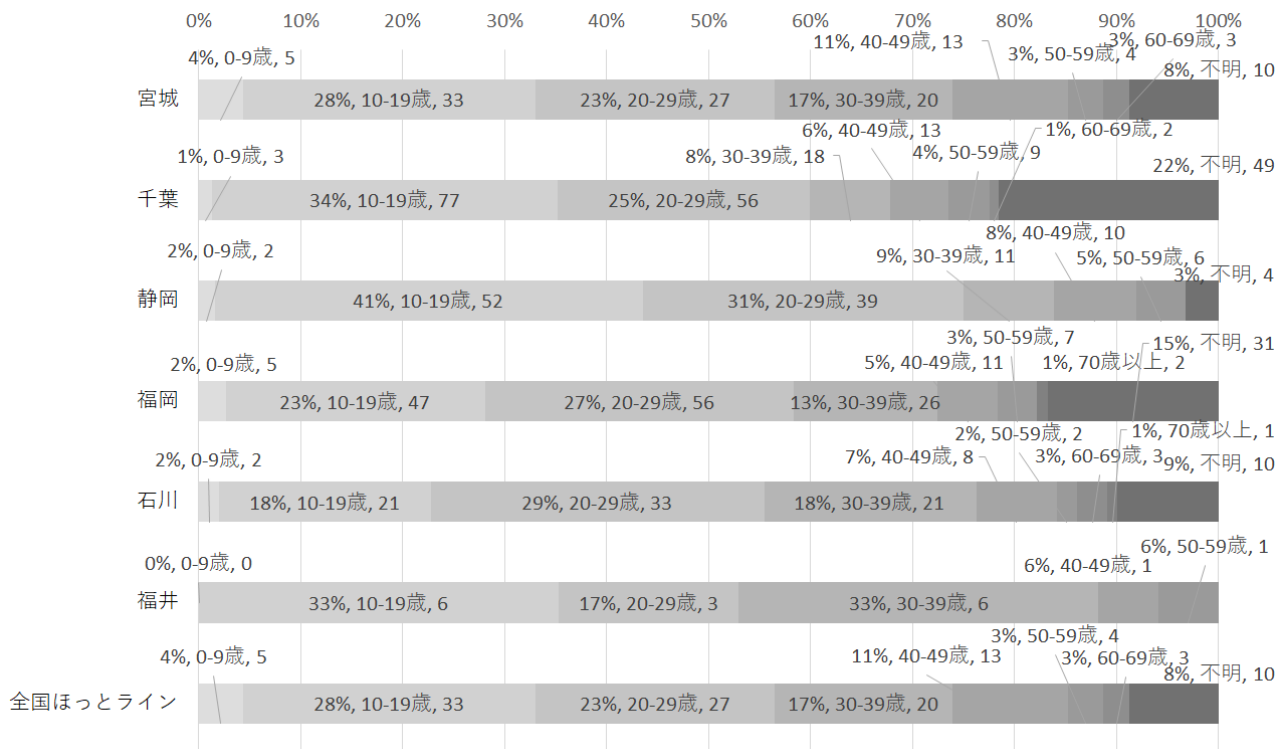 0% 10% 20% 30% 40% 50% 60% 70% 80% 90% 100%
宮城
4%, 0-9歳, 5
28%, 10-19歳, 33
23%, 20-29歳, 27
17%, 30-39歳, 20
11%, 40-49歳, 13
3%, 50-59歳, 4
3%, 60-69歳, 3
8%, 不明, 10
千葉
1%, 0-9歳, 3
34%, 10-19歳, 77
25%, 20-29歳, 56
8%, 30-39歳, 18
6%, 40-49歳, 13
4%, 50-59歳, 9
1%, 60-69歳, 2
22%, 不明, 49
静岡
2%, 0-9歳, 2
41%, 10-19歳, 52
31%, 20-29歳, 39
9%, 30-39歳, 11
8%, 40-49歳, 10
5%, 50-59歳, 6
3%, 不明, 4
福岡
2%, 0-9歳, 5
23%, 10-19歳, 47
27%, 20-29歳, 56
13%, 30-39歳, 26
5%, 40-49歳, 11
3%, 50-59歳, 7
1%, 70歳以上, 2
15%, 不明, 31
石川
2%, 0-9歳, 2
18%, 10-19歳, 21
29%, 20-29歳, 33
18%, 30-39歳, 21
7%, 40-49歳, 8
2%, 50-59歳, 2
3%, 60-69歳, 3
1%, 70歳以上, 1
9%, 不明, 10
福井
0%, 0-9歳, 0
33%, 10-19歳, 6
17%, 20-29歳, 3
33%, 30-39歳, 6
6%, 40-49歳, 1
6%, 50-59歳, 1
全国ほっとライン
4%, 0-9歳, 5
28%, 10-19歳, 33
23%, 20-29歳, 27
17%, 30-39歳, 20
11%, 40-49歳, 13
3%, 50-59歳, 4
3%, 60-69歳, 3
8%, 不明, 10